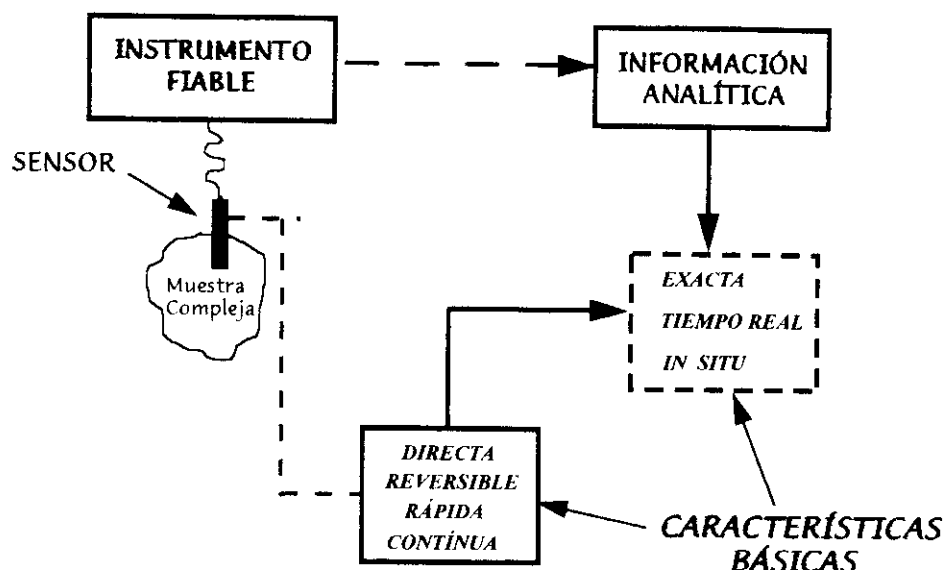 INSTRUMENTO
FIABLE
INFORMACIÓN
ANALÍTICA
SENSOR
Muestra
Compleja
EXACTA
TIEMPO REAL
IN SITU
DIRECTA
REVERSIBLE
RÁPIDA
CONTÍNUA
CARACTERÍSTICAS
BÁSICAS